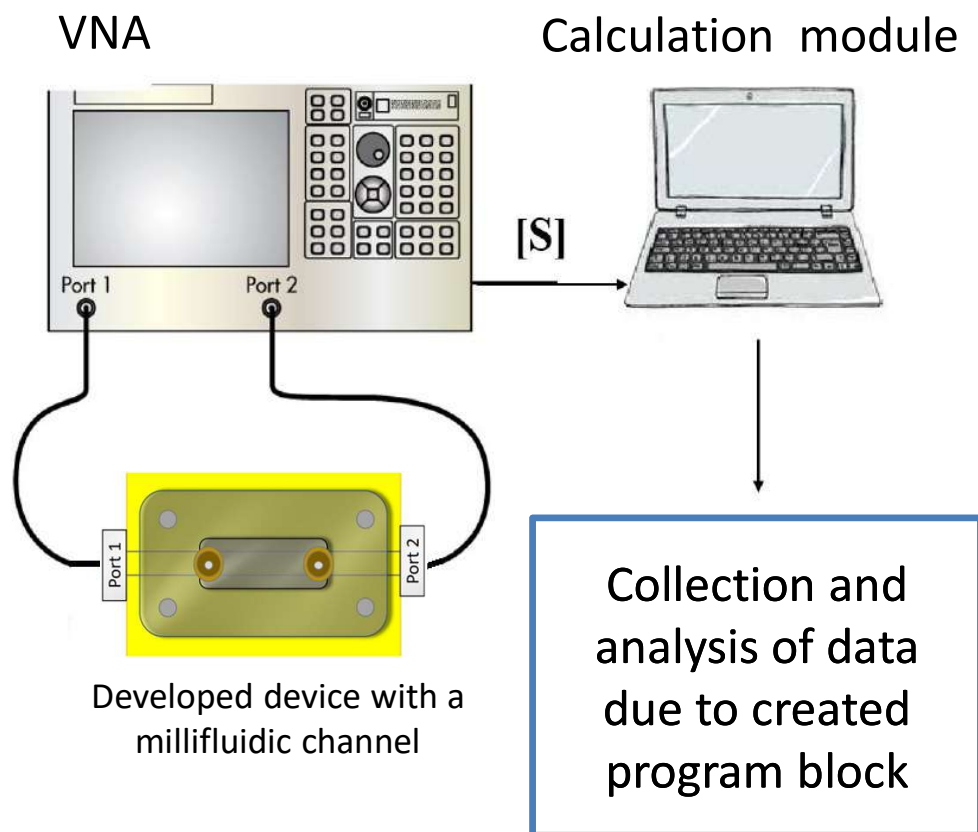 VNA
Calculation module
[S]
Port 1
Port 2
Port 1
Port 2
Developed device with a
millifluidic channel
Collection and
analysis of data
due to created
program block